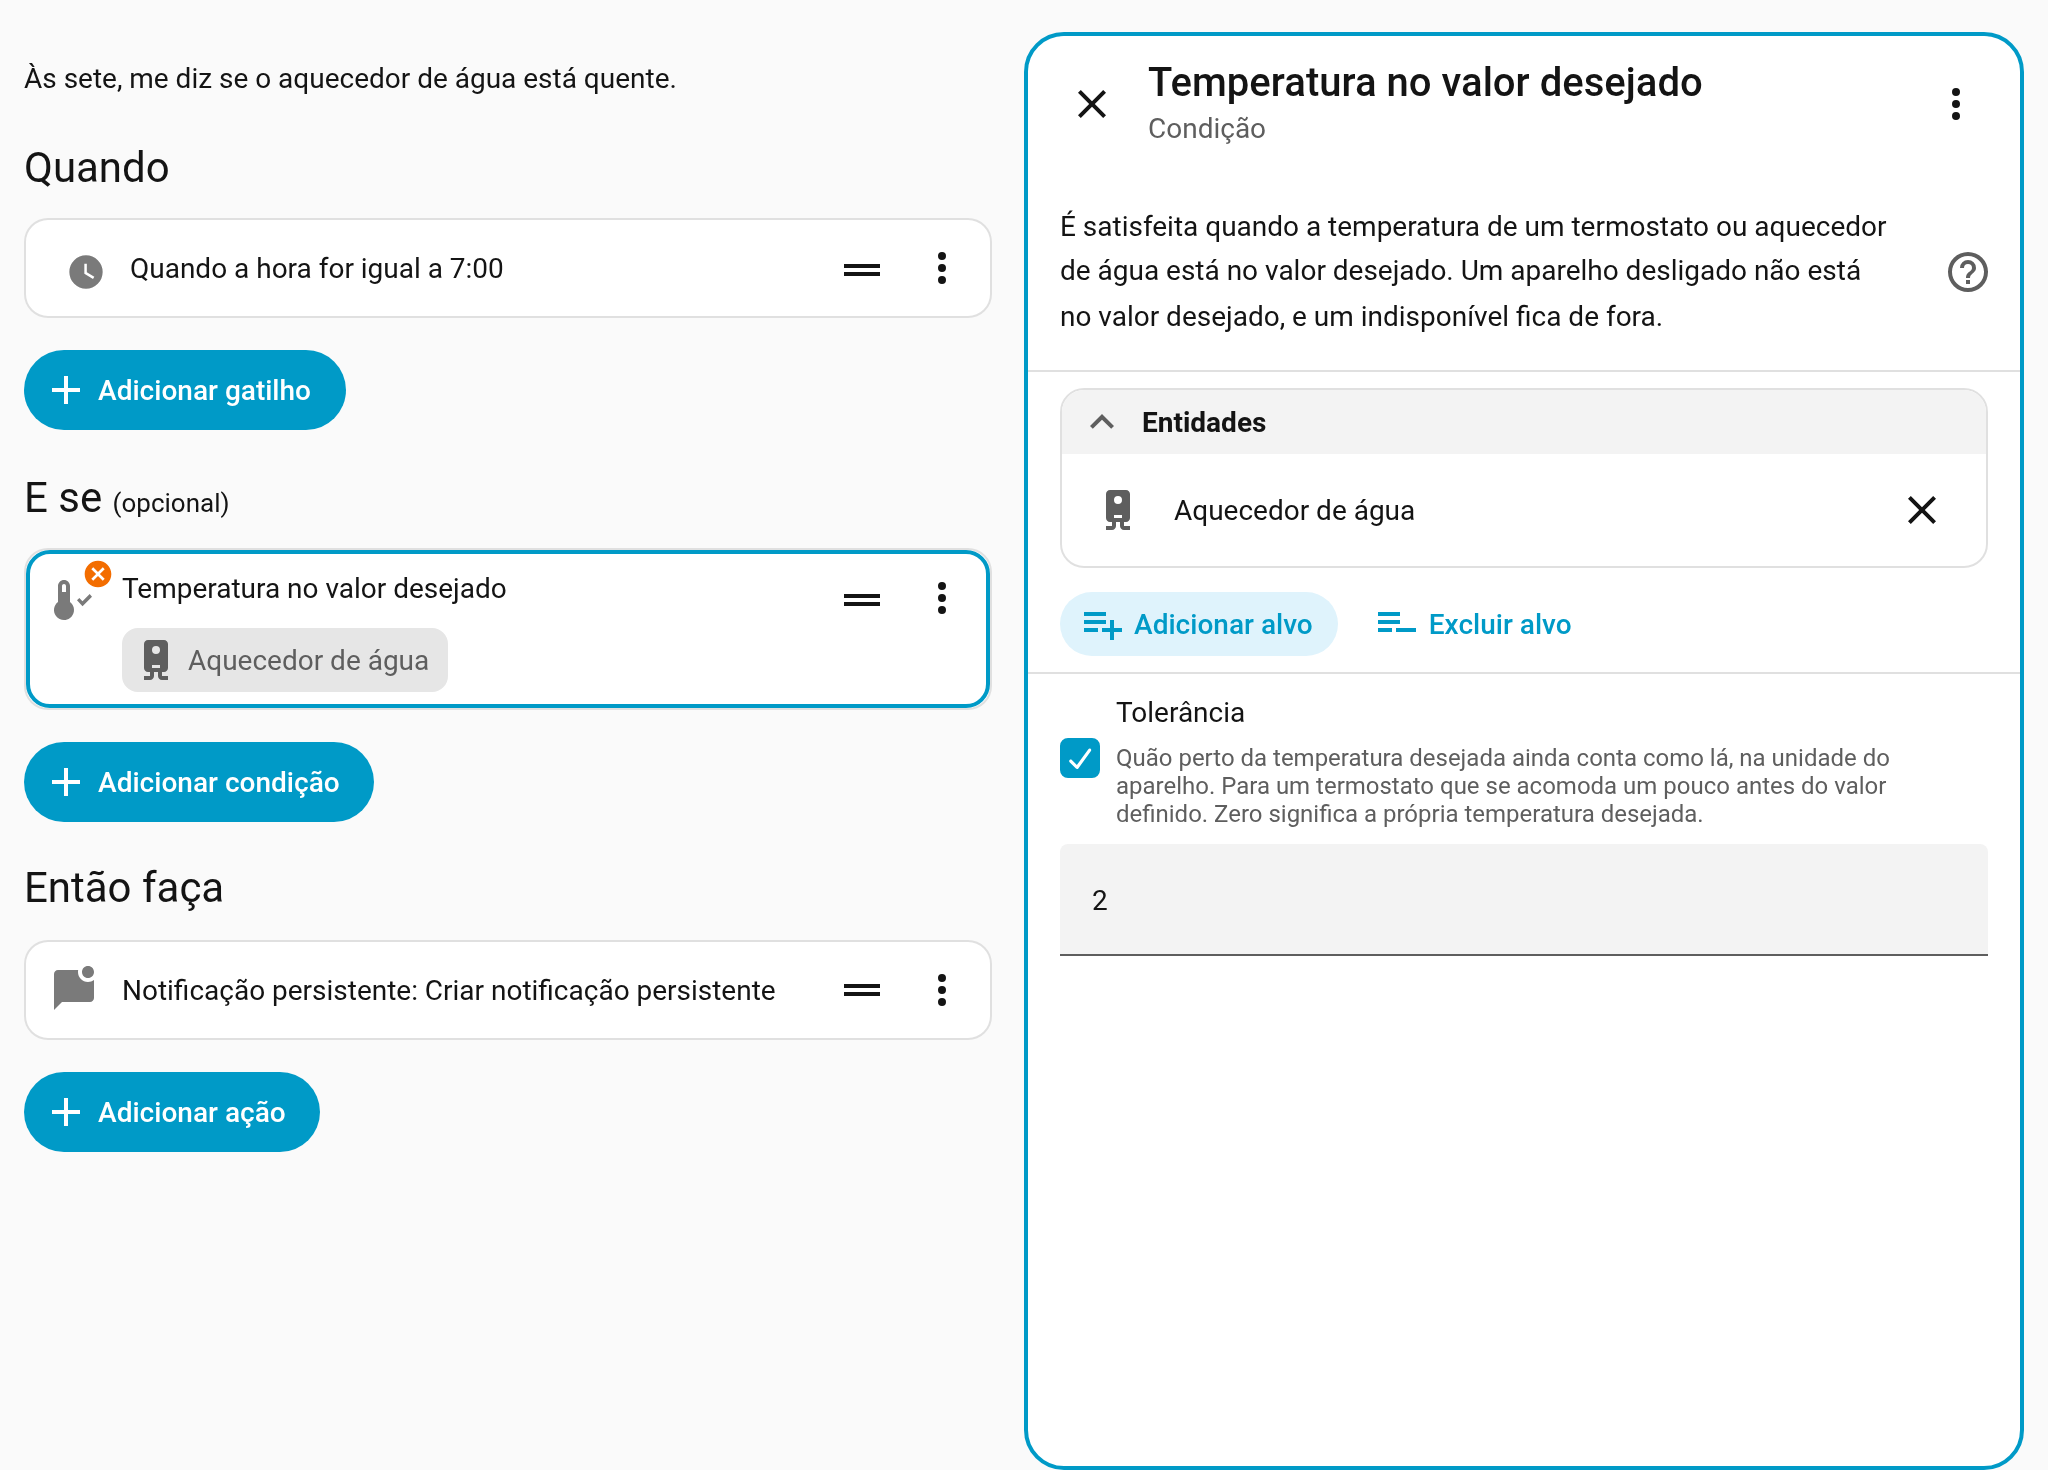 Às sete, me diz se o aquecedor de água está quente.
Quando
Quando a hora for igual a 7:00
Adicionar gatilho
E se (opcional)
Temperatura no valor desejado
Aquecedor de água
Adicionar condição
Então faça
Notificação persistente: Criar notificação persistente
Adicionar ação
Temperatura no valor desejado
Condição
É satisfeita quando a temperatura de um termostato ou aquecedor
de água está no valor desejado. Um aparelho desligado não está
no valor desejado, e um indisponível fica de fora.
Entidades
Aquecedor de água
Adicionar alvo
Excluir alvo
Tolerância
Quão perto da temperatura desejada ainda conta como lá, na unidade do
aparelho. Para um termostato que se acomoda um pouco antes do valor
definido. Zero significa a própria temperatura desejada.
2